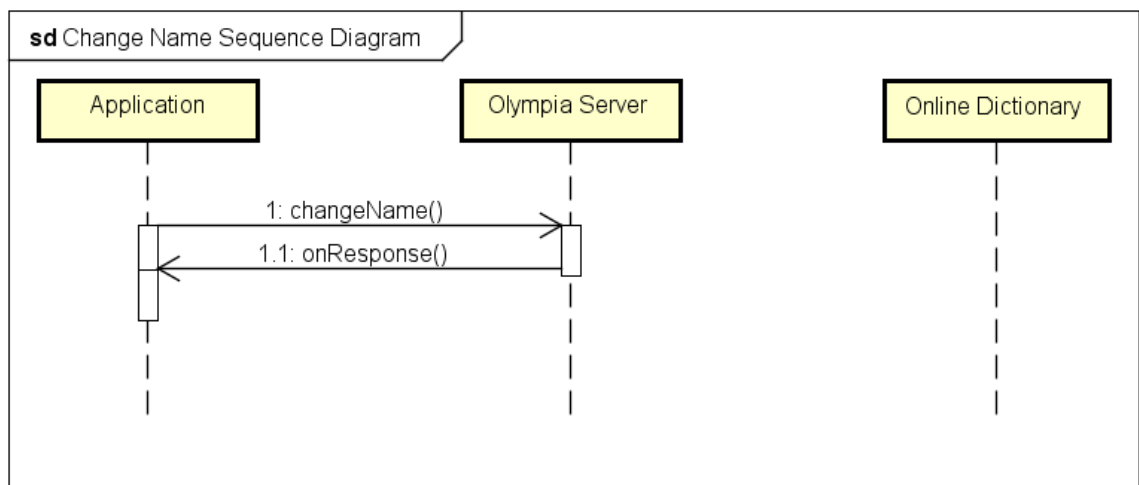 sd Change Name Sequence Diagram
Application
Olympia Server
Online Dictionary
1: changeName()
1.1: onResponse()